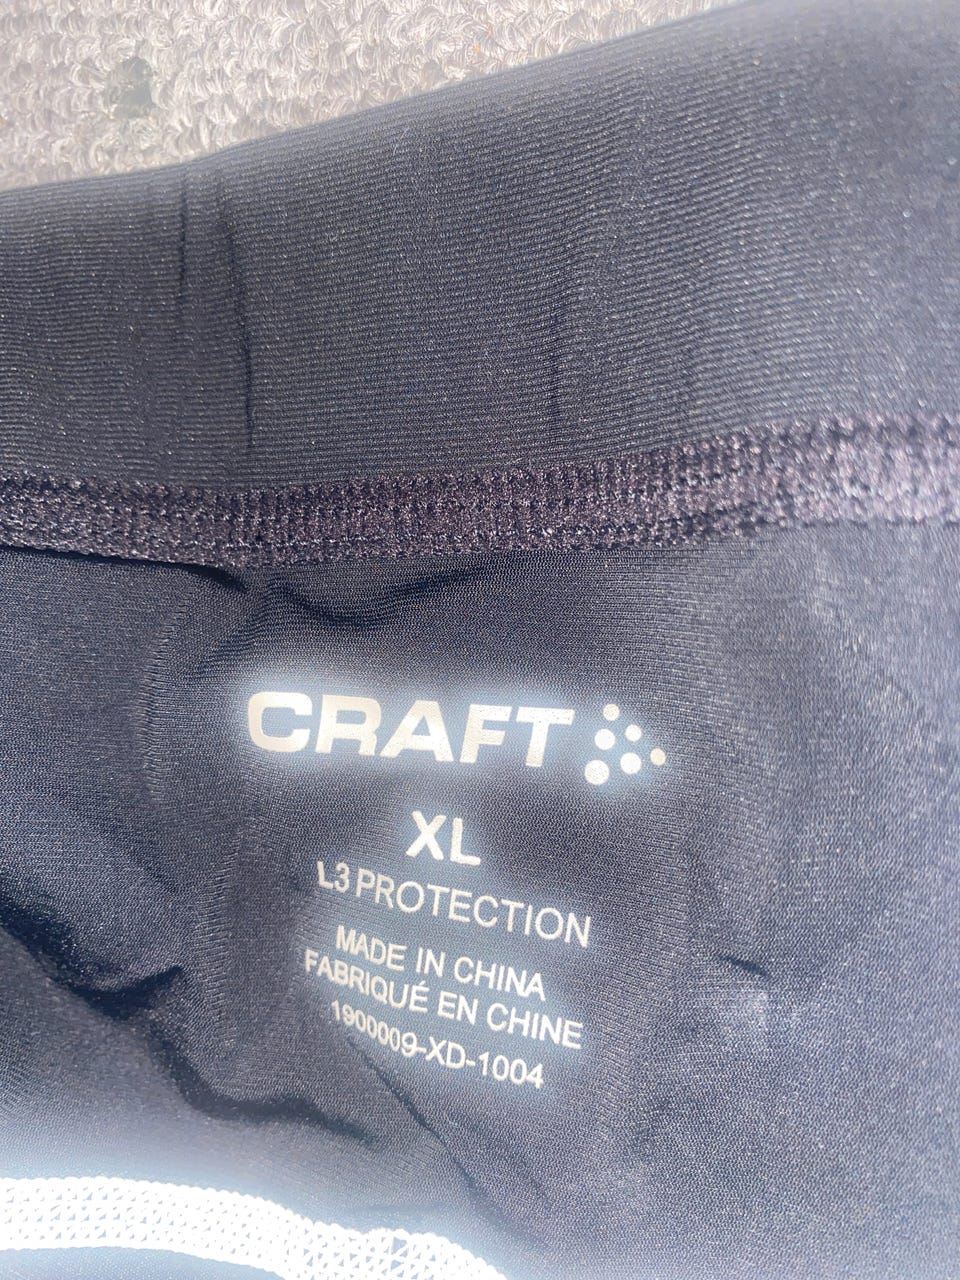 CRAFT
XL
L3 PROTECTION
MADE IN CHINA
FABRIQUÉ EN CHINE
1900009-XD-1004